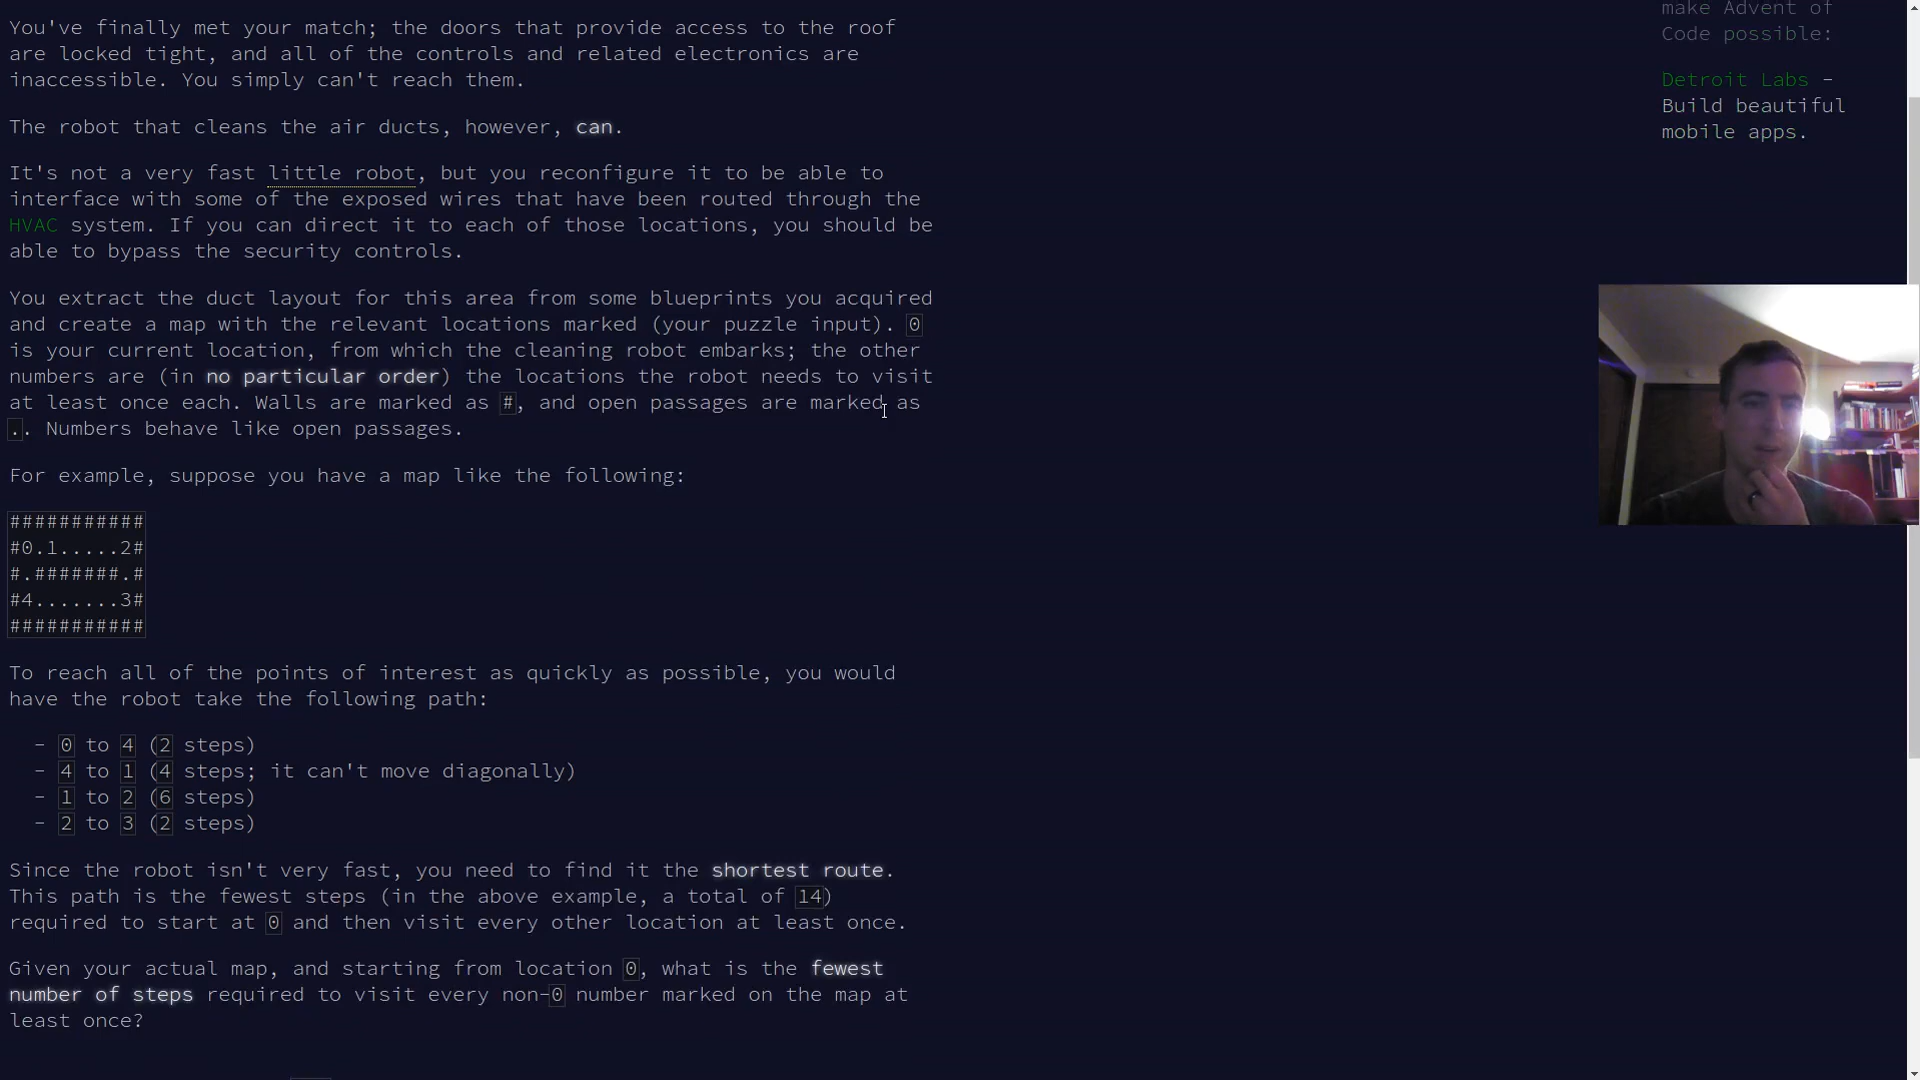 You've finally met your match; the doors that provide access to the roof
are locked tight, and all of the controls and related electronics are
inaccessible. You simply can't reach them.
The robot that cleans the air ducts, however, can.
It's not a very fast little robot, but you reconfigure it to be able to
interface with some of the exposed wires that have been routed through the
HVAC system. If you can direct it to each of those locations, you should be
able to bypass the security controls.
You extract the duct layout for this area from some blueprints you acquired
and create a map with the relevant locations marked (your puzzle input). 0
is your current location, from which the cleaning robot embarks; the other
numbers are (in no particular order) the locations the robot needs to visit
at least once each. Walls are marked as #, and open passages are marked as
.. Numbers behave like open passages.
For example, suppose you have a map like the following:
###########
#0.1.....2#
#.#######.#
#4.......3#
###########
To reach all of the points of interest as quickly as possible, you would
have the robot take the following path:
- 0 to 4 (2 steps)
- 4 to 1 (4 steps; it can't move diagonally)
- 1 to 2 (6 steps)
- 2 to 3 (2 steps)
Since the robot isn't very fast, you need to find it the shortest route.
This path is the fewest steps (in the above example, a total of 14)
required to start at 0 and then visit every other location at least once.
Given your actual map, and starting from location 0, what is the fewest
number of steps required to visit every non-0 number marked on the map at
least once?
make Advent of
Code possible:
Detroit Labs -
Build beautiful
mobile apps.